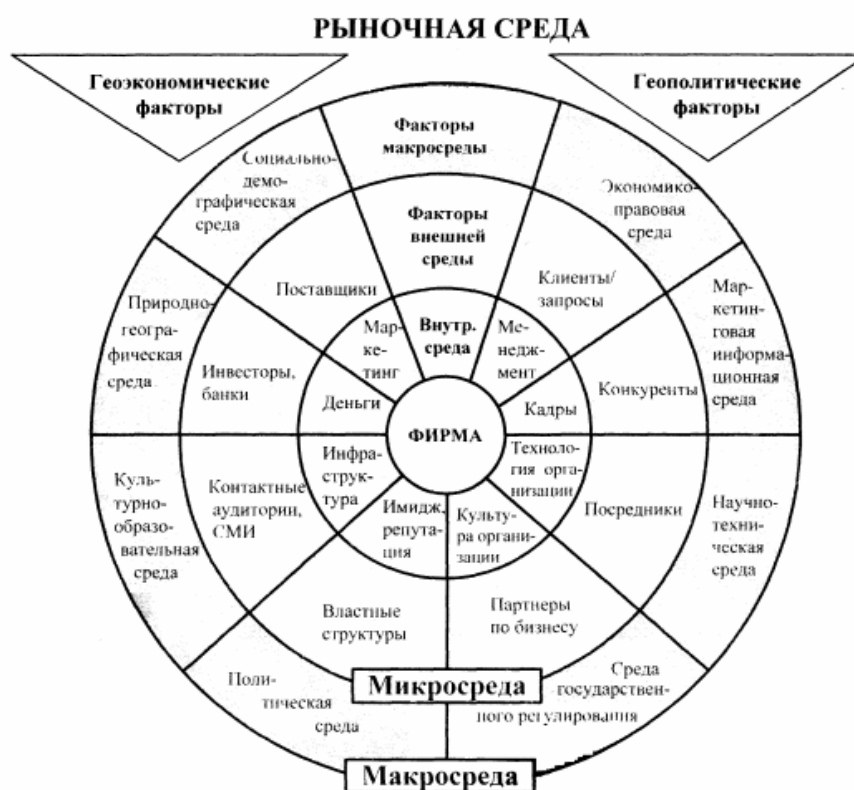 РЫНОЧНАЯ СРЕДА
Геоэкономические
факторы
Геополитические
факторы
Факторы
макросреды
Социально-
демо-
графическая
среда
Экономико-
правовая
среда
Факторы
внешней
среды
Поставщики
Клиенты/
запросы
Природно-
геогра-
фическая
среда
Мар-
кетин-
говая
информа-
ционная
среда
Внутр.
среда
Мар-
ке-
тинг
Ме-
недж-
мент
Инвесторы,
банки
Конкуренты
Деньги
Кадры
ФИРМА
Инфра-
струк-
тура
Техноло-
гия орга-
низации
Куль-
турно-
образо-
вательная
среда
Контактные
аудитории,
СМИ
Посредники
Научно-
техни-
ческая
среда
Имидж,
репута-
ция
Культу-
ра органи-
зации
Властные
структуры
Партнеры
по бизнесу
Микросреда
Поли-
тическая
среда
Среда
государствен-
ного регулирования
Макросреда